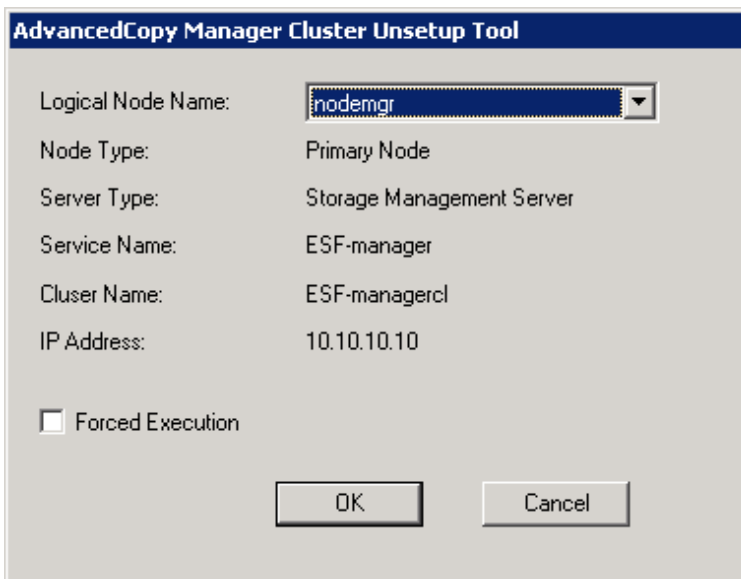 AdvancedCopy Manager Cluster Unsetup Tool
Logical Node Name: nodemgr
Node Type: Primary Node
Server Type: Storage Management Server
Service Name: ESF-manager
Cluser Name: ESF-managercl
IP Address: 10.10.10.10
Forced Execution
OK Cancel